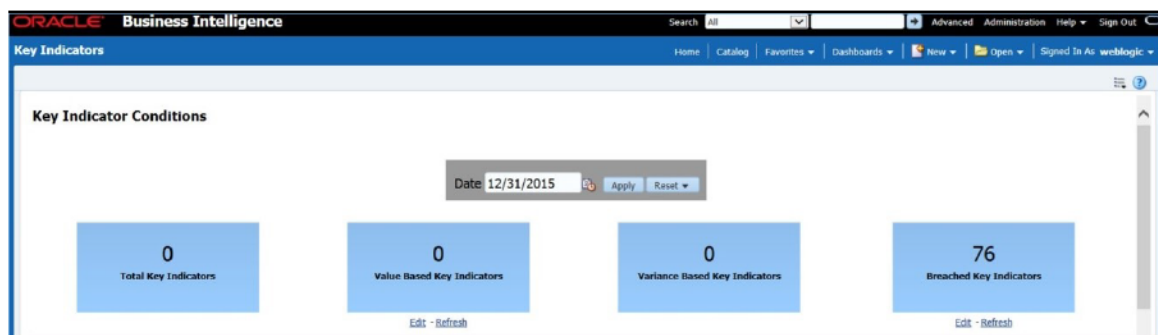 ORACLE Business Intelligence Search All Advanced Administration Help Sign Out
Key Indicators Home Catalog Favorites Dashboards New Open Signed In As weblogic
Key Indicator Conditions
Date 12/31/2015 Apply Reset
0
Total Key Indicators
0
Value Based Key Indicators
Edit - Refresh
0
Variance Based Key Indicators
76
Breached Key Indicators
Edit - Refresh